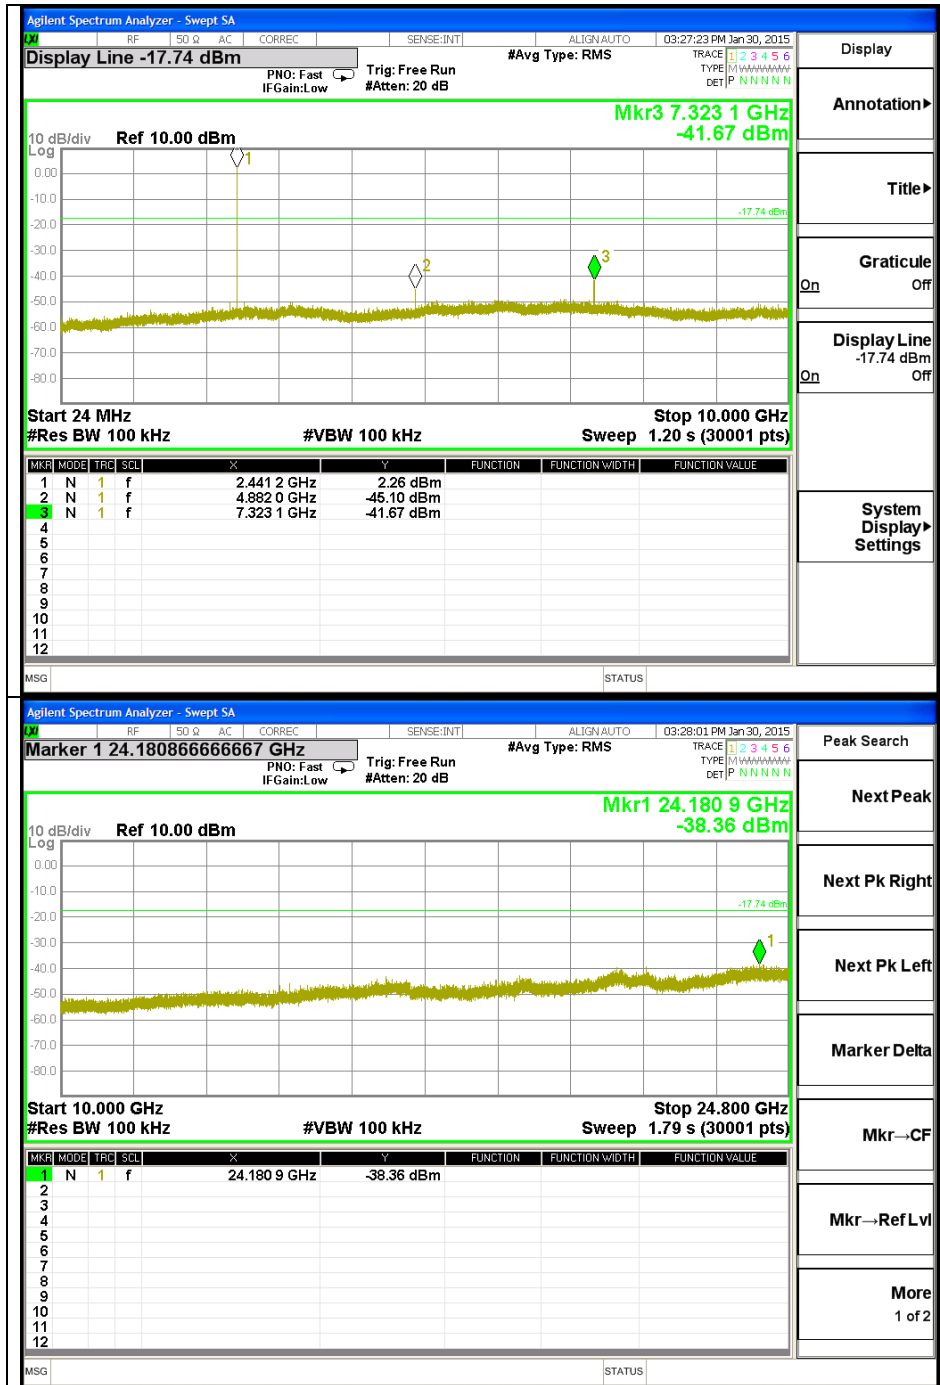 Agilent Spectrum Analyzer - Swept SA
LXI RF 50 Ω AC CORREC SENSE:INT ALIGN AUTO 03:27:23 PM Jan 30, 2015
Display Line -17.74 dBm
#Avg Type: RMS
TRACE 1 2 3 4 5 6
TYPE M WWWWW
DET P N N N N N
PNO: Fast
IFGain:Low
Trig: Free Run
#Atten: 20 dB
Mkr3 7.323 1 GHz
-41.67 dBm
10 dB/div Ref 10.00 dBm
Log
1
0.00
-10.0
-17.74 dBm
-20.0
-30.0
2
3
-40.0
-50.0
-60.0
-70.0
-80.0
Start 24 MHz Stop 10.000 GHz
#Res BW 100 kHz #VBW 100 kHz Sweep 1.20 s (30001 pts)
MKR MODE TRC SCL X Y FUNCTION FUNCTION WIDTH FUNCTION VALUE
1 N 1 f 2.441 2 GHz 2.26 dBm
2 N 1 f 4.882 0 GHz -45.10 dBm
3 N 1 f 7.323 1 GHz -41.67 dBm
4
5
6
7
8
9
10
11
12
MSG STATUS
Display
Annotation
Title
Graticule
On Off
Display Line
-17.74 dBm
On Off
System
Display
Settings
Agilent Spectrum Analyzer - Swept SA
LXI RF 50 Ω AC CORREC SENSE:INT ALIGN AUTO 03:28:01 PM Jan 30, 2015
Marker 1 24.180866666667 GHz
#Avg Type: RMS
TRACE 1 2 3 4 5 6
TYPE M WWWWW
DET P N N N N N
PNO: Fast
IFGain:Low
Trig: Free Run
#Atten: 20 dB
Mkr1 24.180 9 GHz
-38.36 dBm
10 dB/div Ref 10.00 dBm
Log
0.00
-10.0
-17.74 dBm
-20.0
-30.0
1
-40.0
-50.0
-60.0
-70.0
-80.0
Start 10.000 GHz Stop 24.800 GHz
#Res BW 100 kHz #VBW 100 kHz Sweep 1.79 s (30001 pts)
MKR MODE TRC SCL X Y FUNCTION FUNCTION WIDTH FUNCTION VALUE
1 N 1 f 24.180 9 GHz -38.36 dBm
2
3
4
5
6
7
8
9
10
11
12
MSG STATUS
Peak Search
Next Peak
Next Pk Right
Next Pk Left
Marker Delta
Mkr→CF
Mkr→Ref Lvl
More
1 of 2